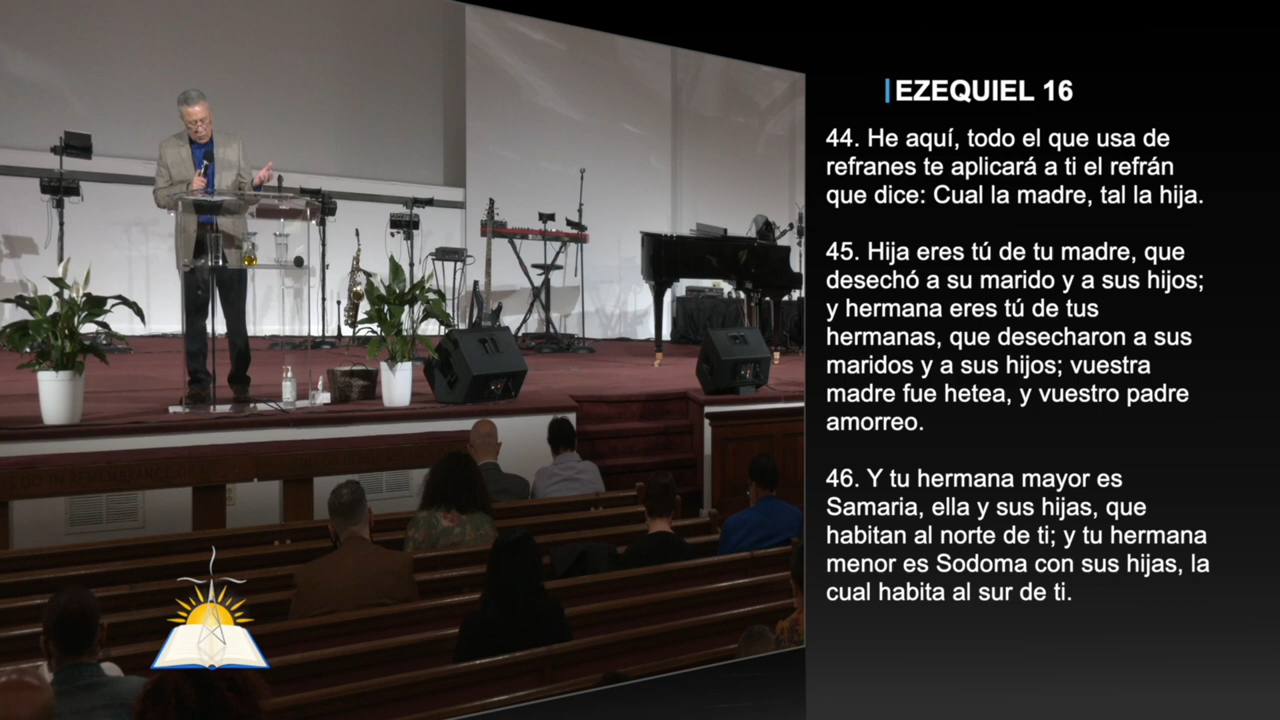 EZEQUIEL 16
44. He aquí, todo el que usa de
refranes te aplicará a ti el refrán
que dice: Cual la madre, tal la hija.
45. Hija eres tú de tu madre, que
desechó a su marido y a sus hijos;
y hermana eres tú de tus
hermanas, que desecharon a sus
maridos y a sus hijos; vuestra
madre fue hetea, y vuestro padre
amorreo.
46. Y tu hermana mayor es
Samaria, ella y sus hijas, que
habitan al norte de ti; y tu hermana
menor es Sodoma con sus hijas, la
cual habita al sur de ti.
DO IN REMEMBRANCE OF